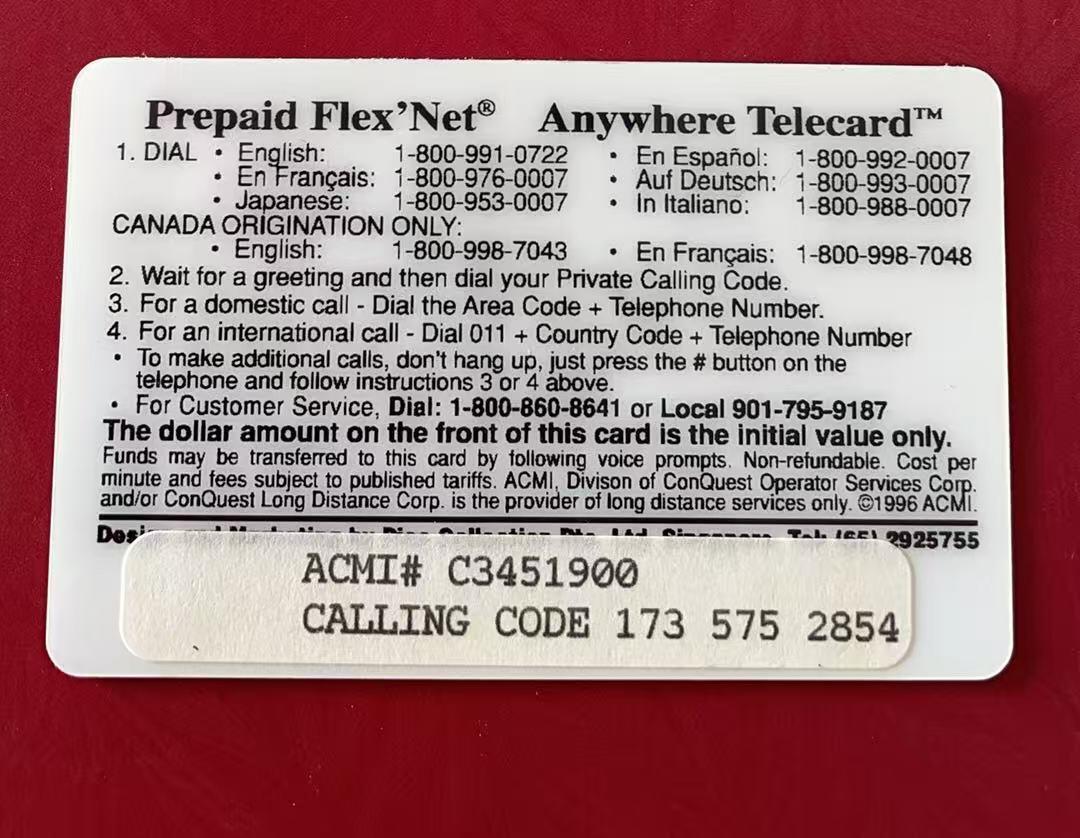 Prepaid Flex'Net® Anywhere Telecard™
1. DIAL • English: 1-800-991-0722 • En Español: 1-800-992-0007
• En Français: 1-800-976-0007 • Auf Deutsch: 1-800-993-0007
• Japanese: 1-800-953-0007 • In Italiano: 1-800-988-0007
CANADA ORIGINATION ONLY:
• English: 1-800-998-7043 • En Français: 1-800-998-7048
2. Wait for a greeting and then dial your Private Calling Code.
3. For a domestic call - Dial the Area Code + Telephone Number.
4. For an international call - Dial 011 + Country Code + Telephone Number
• To make additional calls, don't hang up, just press the # button on the
telephone and follow instructions 3 or 4 above.
• For Customer Service, Dial: 1-800-860-8641 or Local 901-795-9187
The dollar amount on the front of this card is the initial value only.
Funds may be transferred to this card by following voice prompts. Non-refundable. Cost per
minute and fees subject to published tariffs. ACMI, Divison of ConQuest Operator Services Corp.
and/or ConQuest Long Distance Corp. is the provider of long distance services only. ©1996 ACMI.
Marketing by Collection Pte Ltd Singapore Tel: (65) 2925755
ACMI# C3451900
CALLING CODE 173 575 2854